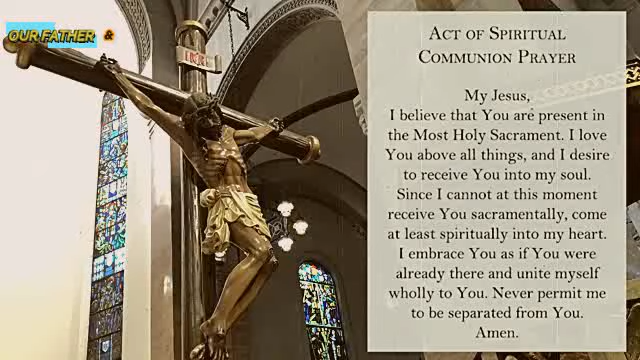 OUR FATHER &
INRI
ACT OF SPIRITUAL
COMMUNION PRAYER
My Jesus,
I believe that You are present in
the Most Holy Sacrament. I love
You above all things, and I desire
to receive You into my soul.
Since I cannot at this moment
receive You sacramentally, come
at least spiritually into my heart.
I embrace You as if You were
already there and unite myself
wholly to You. Never permit me
to be separated from You.
Amen.